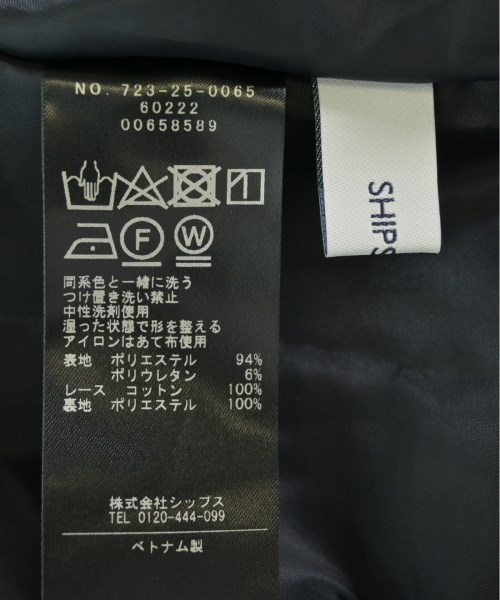 NO. 723-25-0065
60222
00658589
F
W
同系色と一緒に洗う
つけ置き洗い禁止
中性洗剤使用
湿った状態で形を整える
アイロンはあて布使用
表地 ポリエステル 94%
ポリウレタン 6%
レース コットン 100%
裏地 ポリエステル 100%
株式会社シップス
TEL 0120-444-099
ベトナム製
SHIPS